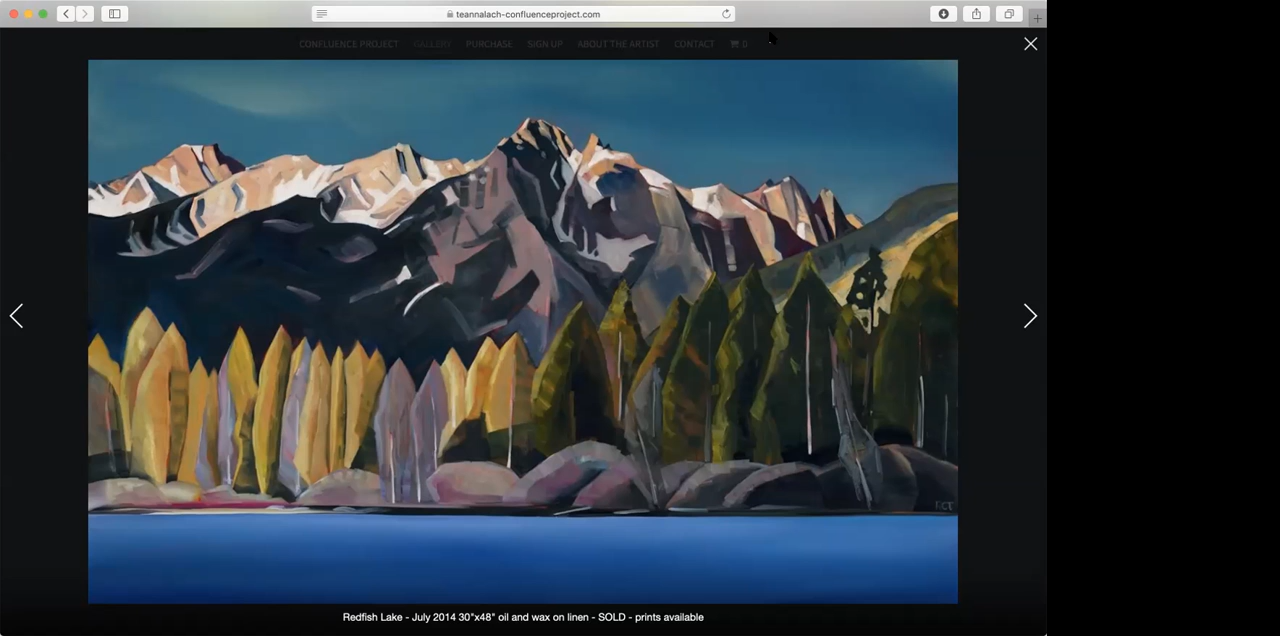 teannalach-confluenceproject.com
CONFLUENCE PROJECT GALLERY PURCHASE SIGN UP ABOUT THE ARTIST CONTACT 0
KCT
Redfish Lake - July 2014 30"x48" oil and wax on linen - SOLD - prints available